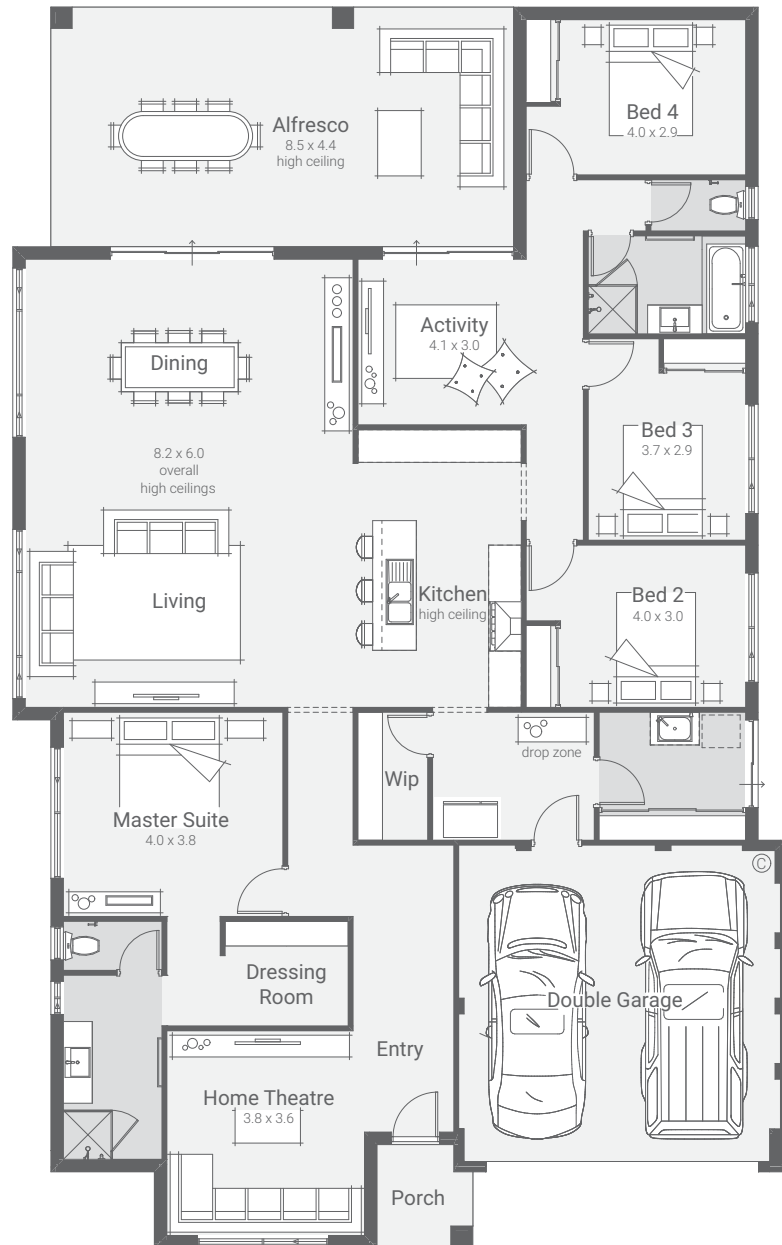 Bed 4
4.0 x 2.9
Alfresco
8.5 x 4.4
high ceiling
Activity
4.1 x 3.0
Dining
8.2 x 6.0
overall
high ceilings
Bed 3
3.7 x 2.9
Living
Kitchen
high ceiling
Bed 2
4.0 x 3.0
drop zone
Wip
Master Suite
4.0 x 3.8
©
Dressing
Room
Double Garage
Entry
Home Theatre
3.8 x 3.6
Porch